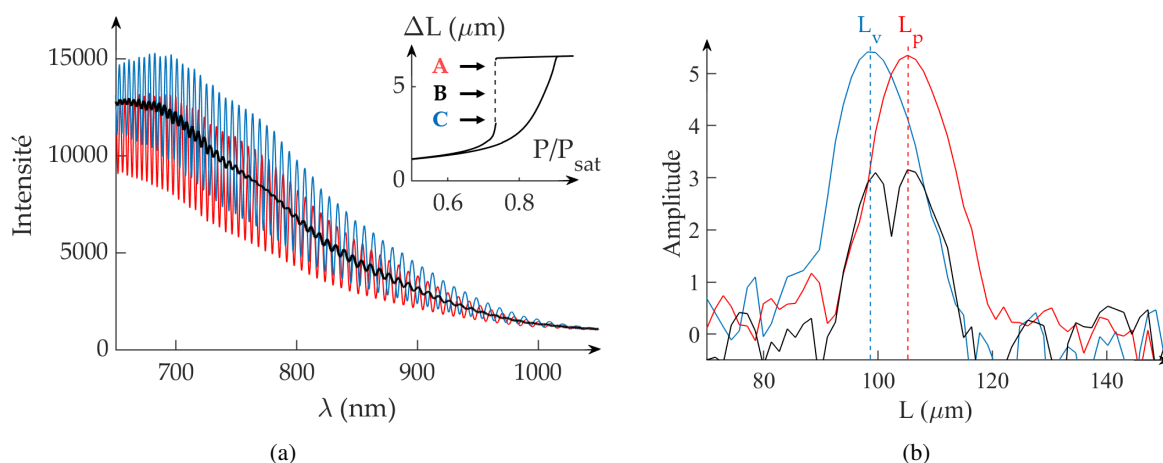 ΔL (μm)
15000
A
B
C
5
0
P/Psat
0.6
0.8
10000
5000
0
Intensité
700
800
900
1000
λ (nm)
(a)
Lv
Lp
5
4
3
2
1
0
Amplitude
80
100
120
140
L (μm)
(b)